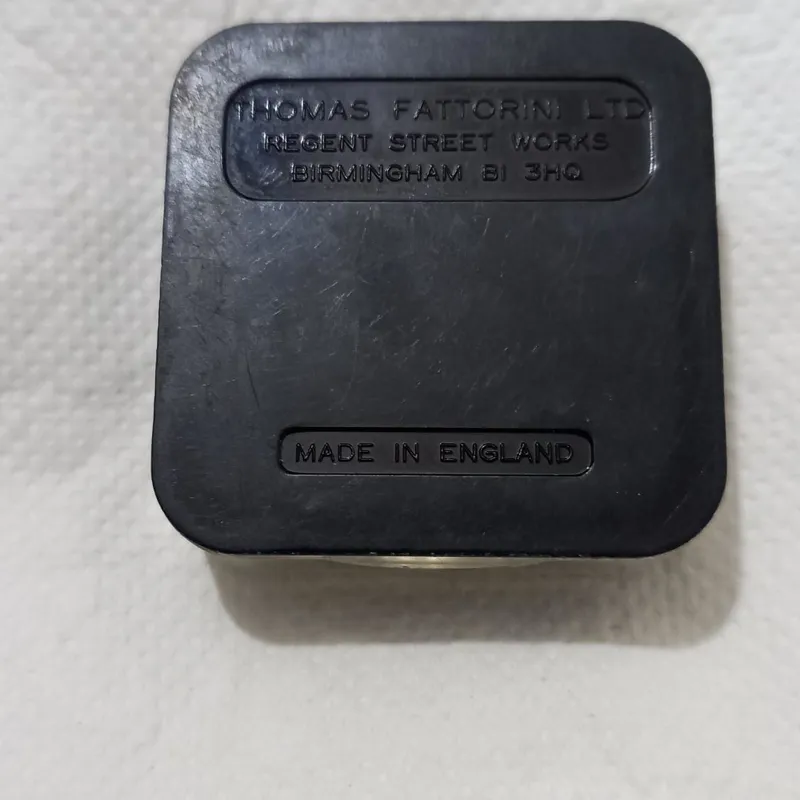 THOMAS FATTORINI LTD
REGENT STREET WORKS
BIRMINGHAM B1 3HQ
MADE IN ENGLAND